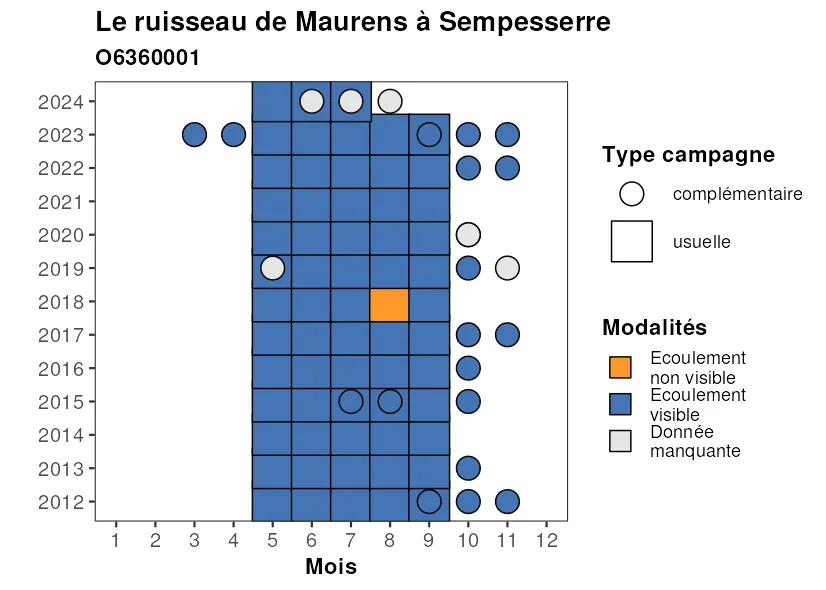 Le ruisseau de Maurens à Sempesserre
O6360001
2024
2023
2022
2021
2020
2019
2018
2017
2016
2015
2014
2013
2012
1 2 3 4 5 6 7 8 9 10 11 12
Mois
Type campagne
complémentaire
usuelle
Modalités
Ecoulement
non visible
Ecoulement
visible
Donnée
manquante